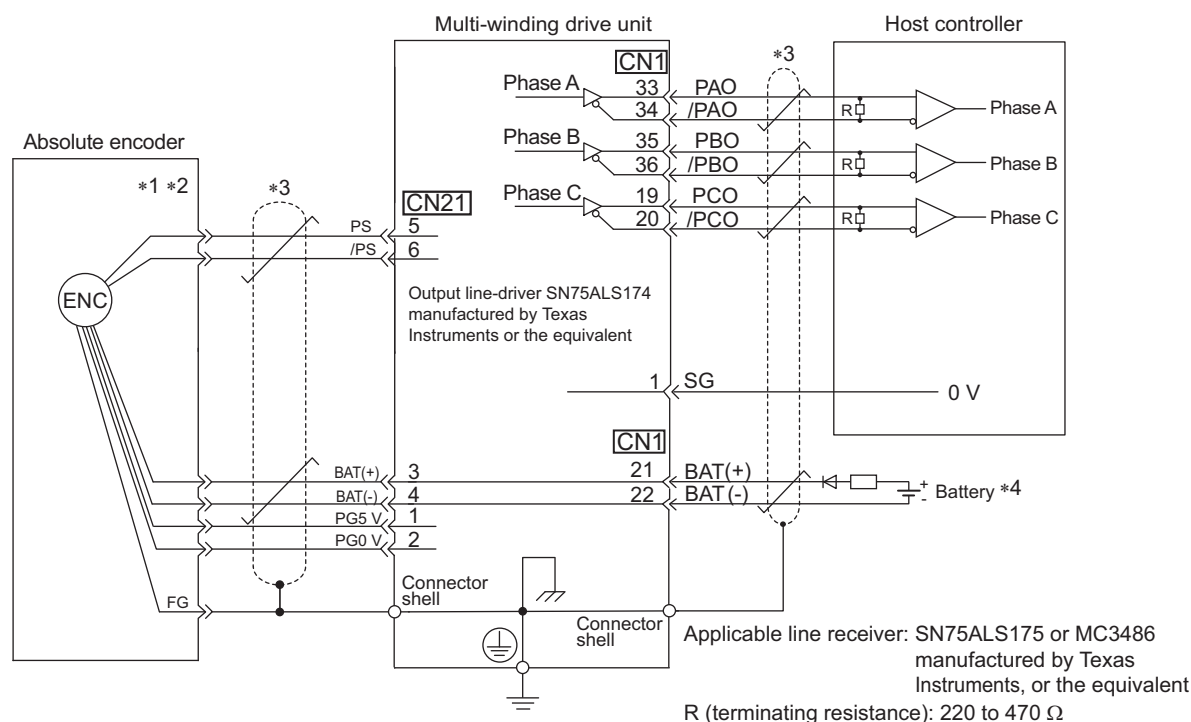 Multi-winding drive unit
Host controller
CN1
*3
Phase A
33 PAO
34 /PAO
R
Phase A
Absolute encoder
Phase B
35 PBO
36 /PBO
R
Phase B
*1 *2
*3
CN21
Phase C
19 PCO
20 /PCO
R
Phase C
PS 5
/PS 6
ENC
Output line-driver SN75ALS174
manufactured by Texas
Instruments or the equivalent
1 SG
0 V
CN1
BAT(+) 3
21 BAT(+)
BAT(-) 4
22 BAT(-)
+
-
Battery *4
PG5 V 1
PG0 V 2
Connector
shell
FG
Connector
shell
Applicable line receiver: SN75ALS175 or MC3486
manufactured by Texas
Instruments, or the equivalent
R (terminating resistance): 220 to 470 Ω